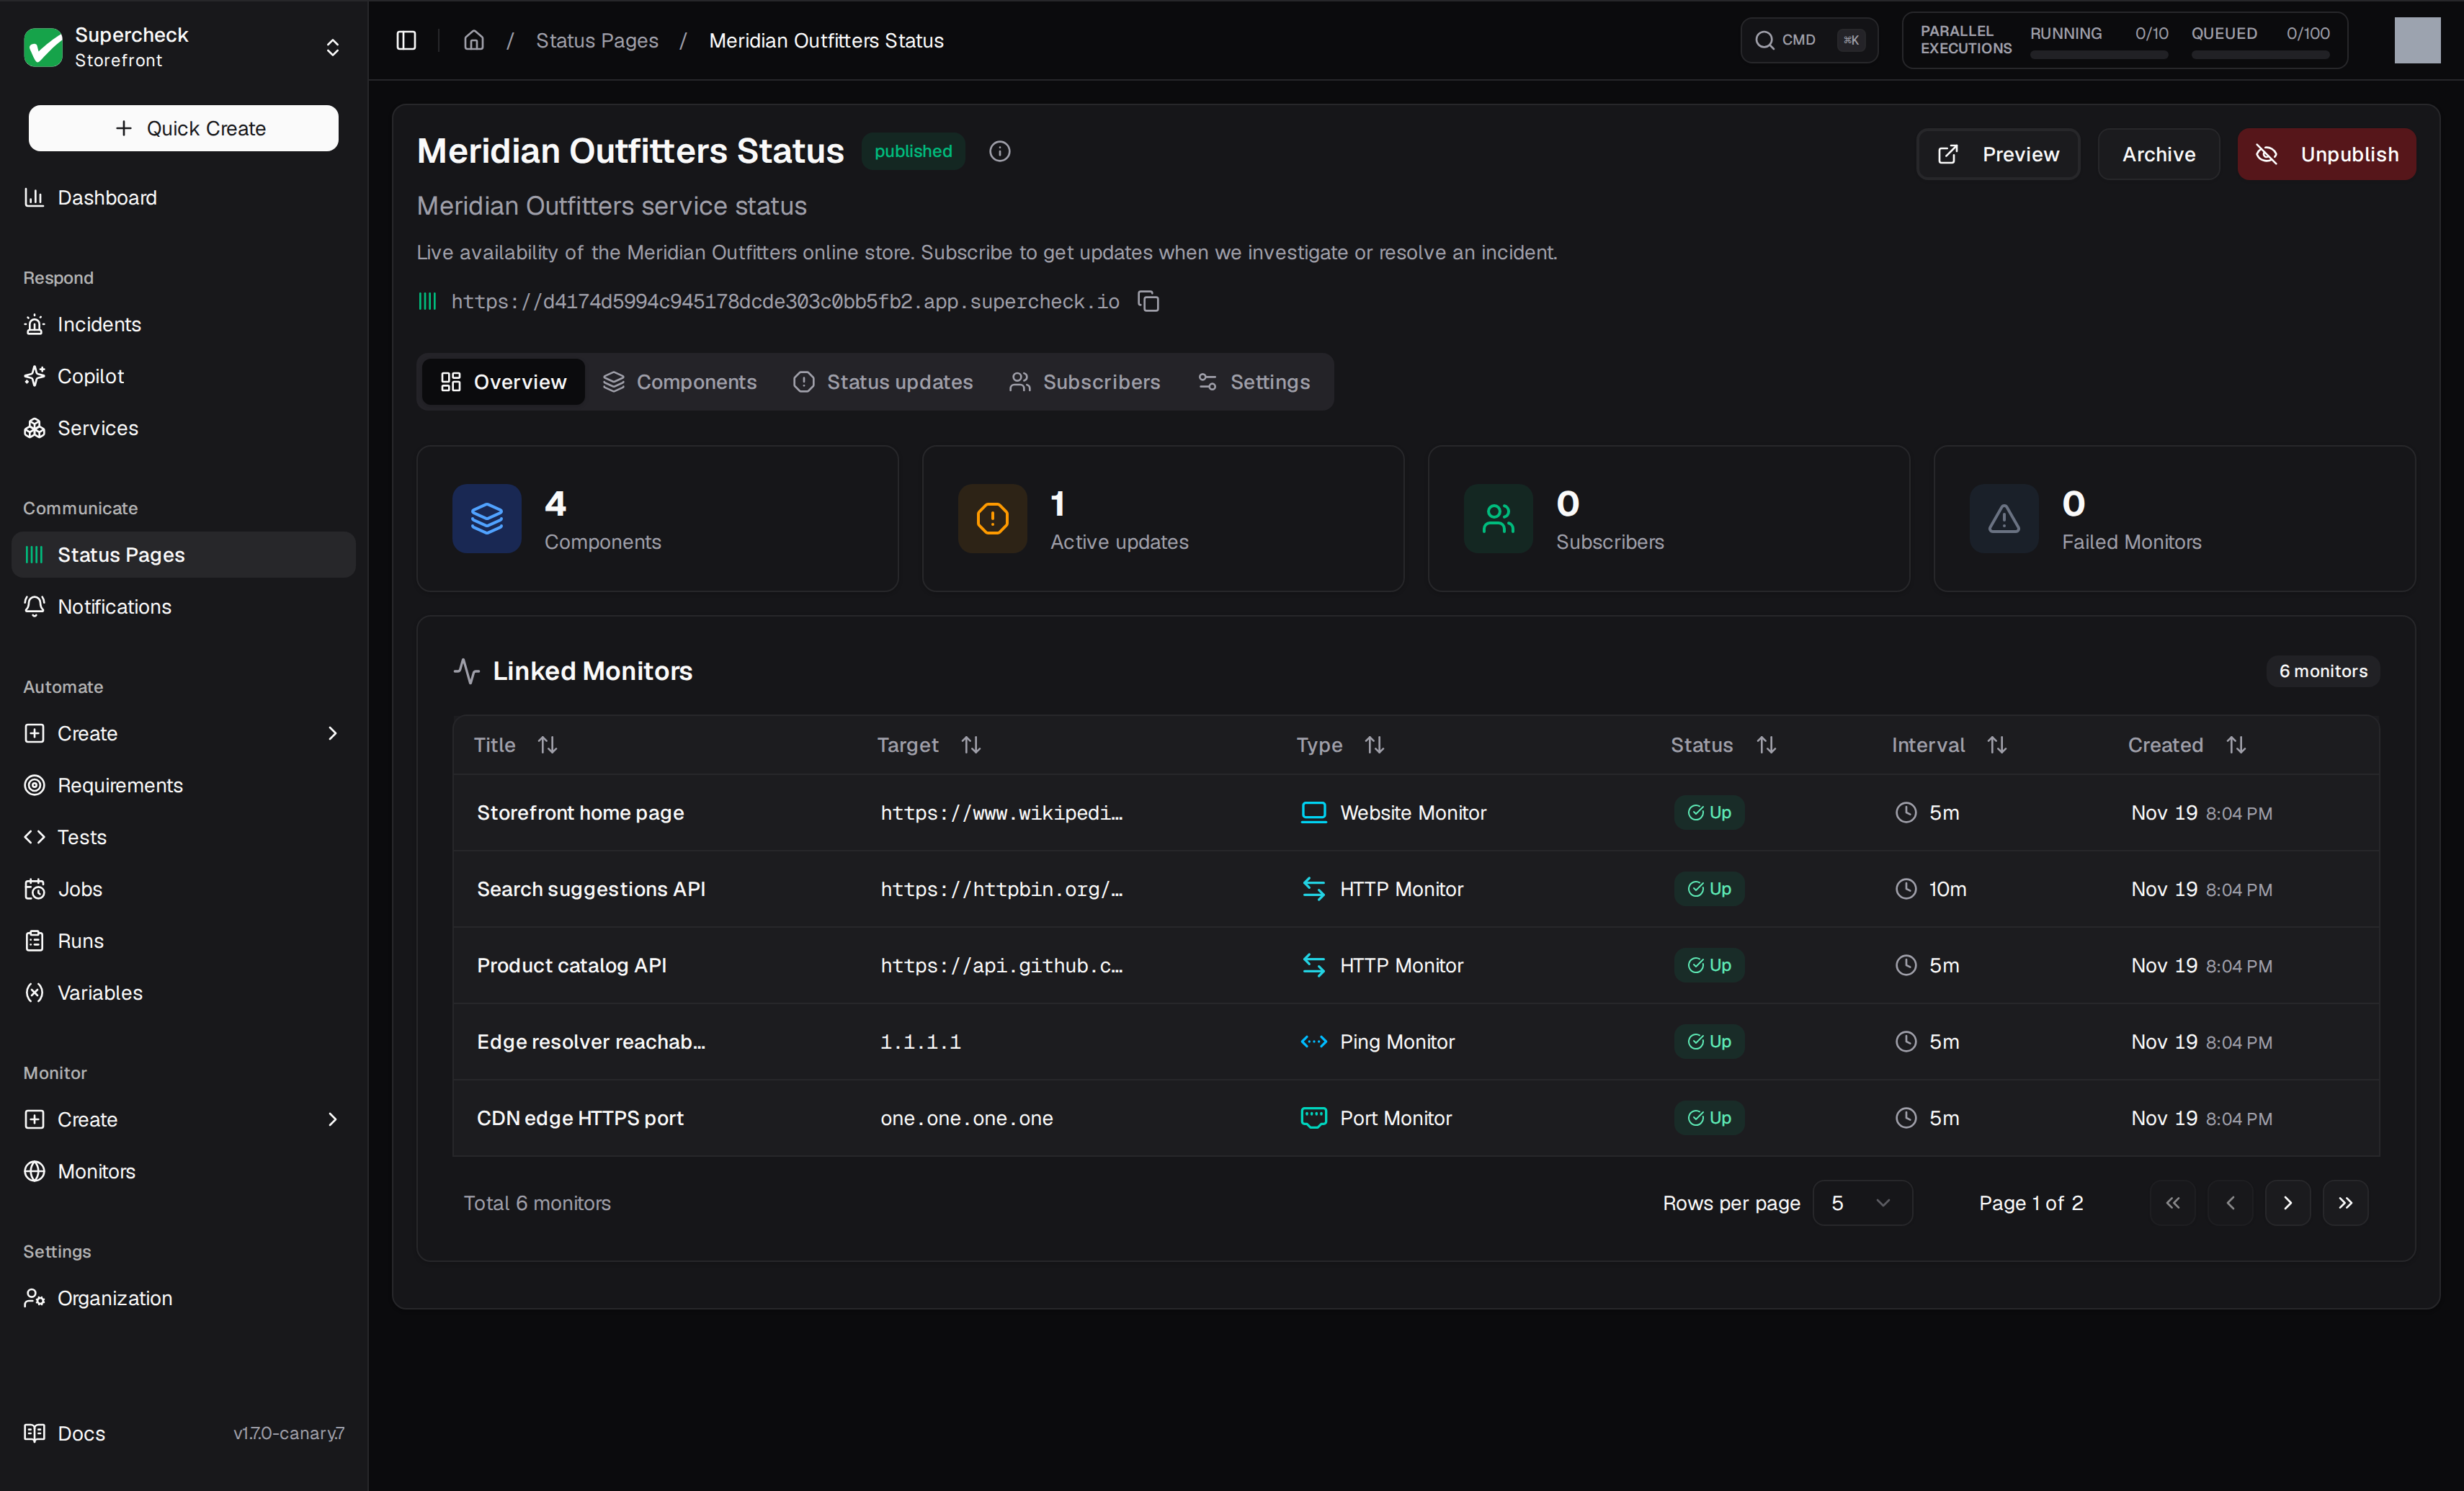 Supercheck
Storefront
Quick Create
Dashboard
Respond
Incidents
Copilot
Services
Communicate
Status Pages
Notifications
Automate
Create
Requirements
Tests
Jobs
Runs
Variables
Monitor
Create
Monitors
Settings
Organization
Docs v1.7.0-canary.7
/ Status Pages / Meridian Outfitters Status
CMD ⌘K
PARALLEL EXECUTIONS RUNNING 0/10 QUEUED 0/100
Meridian Outfitters Status published
Preview Archive Unpublish
Meridian Outfitters service status
Live availability of the Meridian Outfitters online store. Subscribe to get updates when we investigate or resolve an incident.
https://d4174d5994c945178dcde303c0bb5fb2.app.supercheck.io
Overview Components Status updates Subscribers Settings
4 Components
1 Active updates
0 Subscribers
0 Failed Monitors
Linked Monitors 6 monitors
Title Target Type Status Interval Created
Storefront home page https://www.wikipedi... Website Monitor Up 5m Nov 19 8:04 PM
Search suggestions API https://httpbin.org/... HTTP Monitor Up 10m Nov 19 8:04 PM
Product catalog API https://api.github.c... HTTP Monitor Up 5m Nov 19 8:04 PM
Edge resolver reachab... 1.1.1.1 Ping Monitor Up 5m Nov 19 8:04 PM
CDN edge HTTPS port one.one.one.one Port Monitor Up 5m Nov 19 8:04 PM
Total 6 monitors Rows per page 5 Page 1 of 2